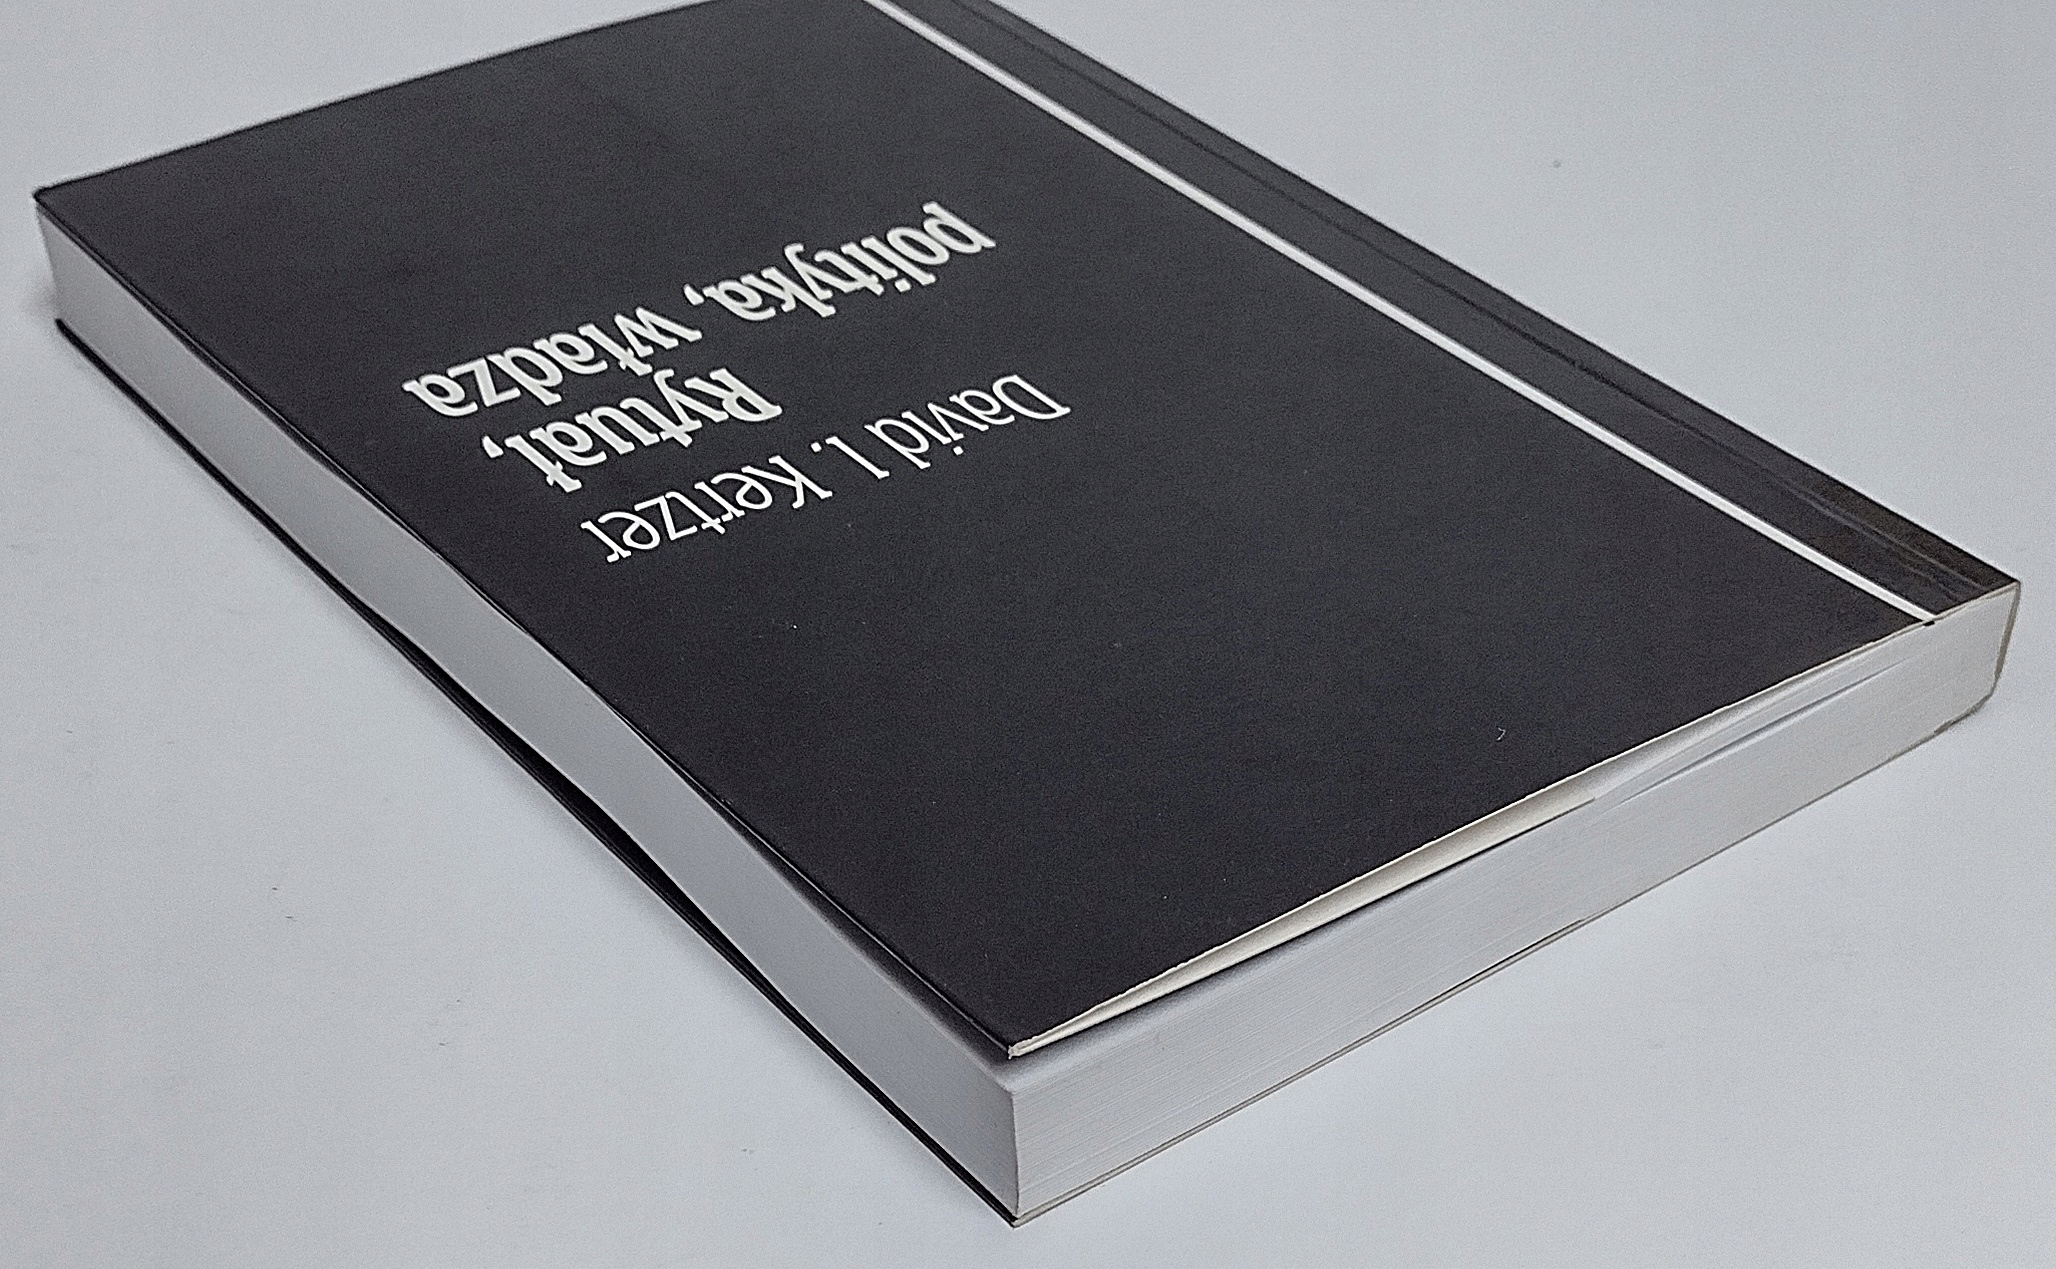 David I. Kertzer
Rytuał,
polityka, władza